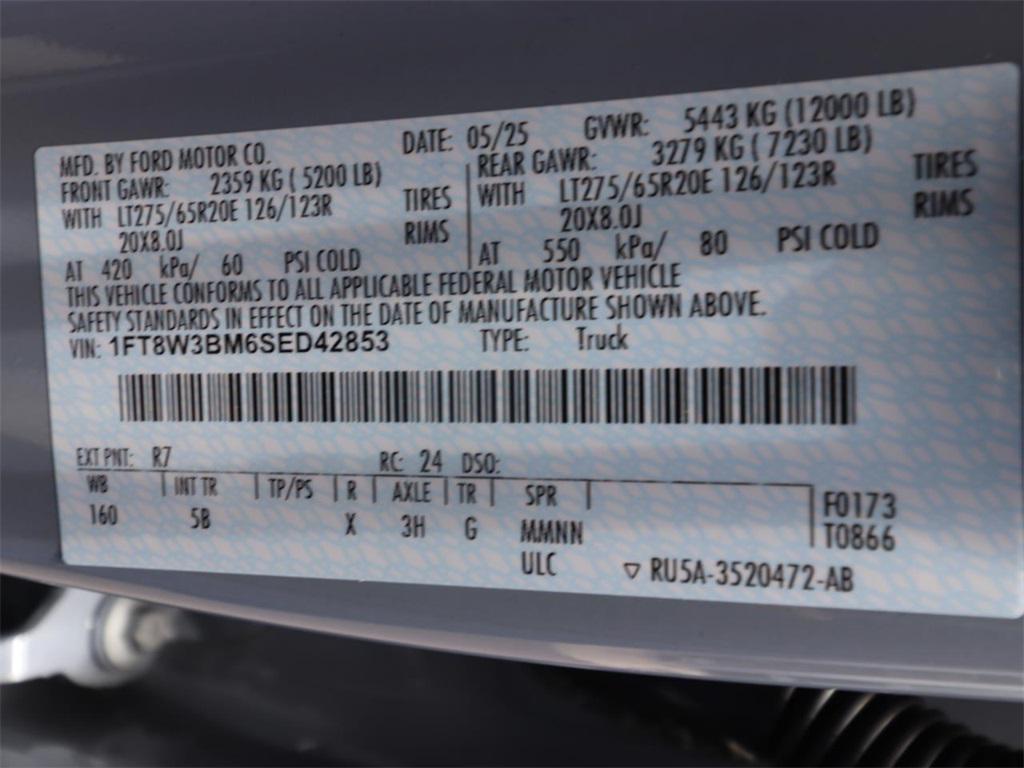 MFD. BY FORD MOTOR CO. DATE: 05/25 GVWR: 5443 KG (12000 LB)
FRONT GAWR: 2359 KG ( 5200 LB) REAR GAWR: 3279 KG ( 7230 LB)
WITH LT275/65R20E 126/123R TIRES WITH LT275/65R20E 126/123R TIRES
20X8.0J RIMS 20X8.0J RIMS
AT 420 kPa/ 60 PSI COLD AT 550 kPa/ 80 PSI COLD
THIS VEHICLE CONFORMS TO ALL APPLICABLE FEDERAL MOTOR VEHICLE
SAFETY STANDARDS IN EFFECT ON THE DATE OF MANUFACTURE SHOWN ABOVE.
VIN: 1FT8W3BM6SED42853 TYPE: Truck
EXT PNT: R7 RC: 24 DSO:
WB INT TR TP/PS R AXLE TR SPR F0173
160 5B X 3H G MMNN T0866
ULC ▽ RU5A-3520472-AB